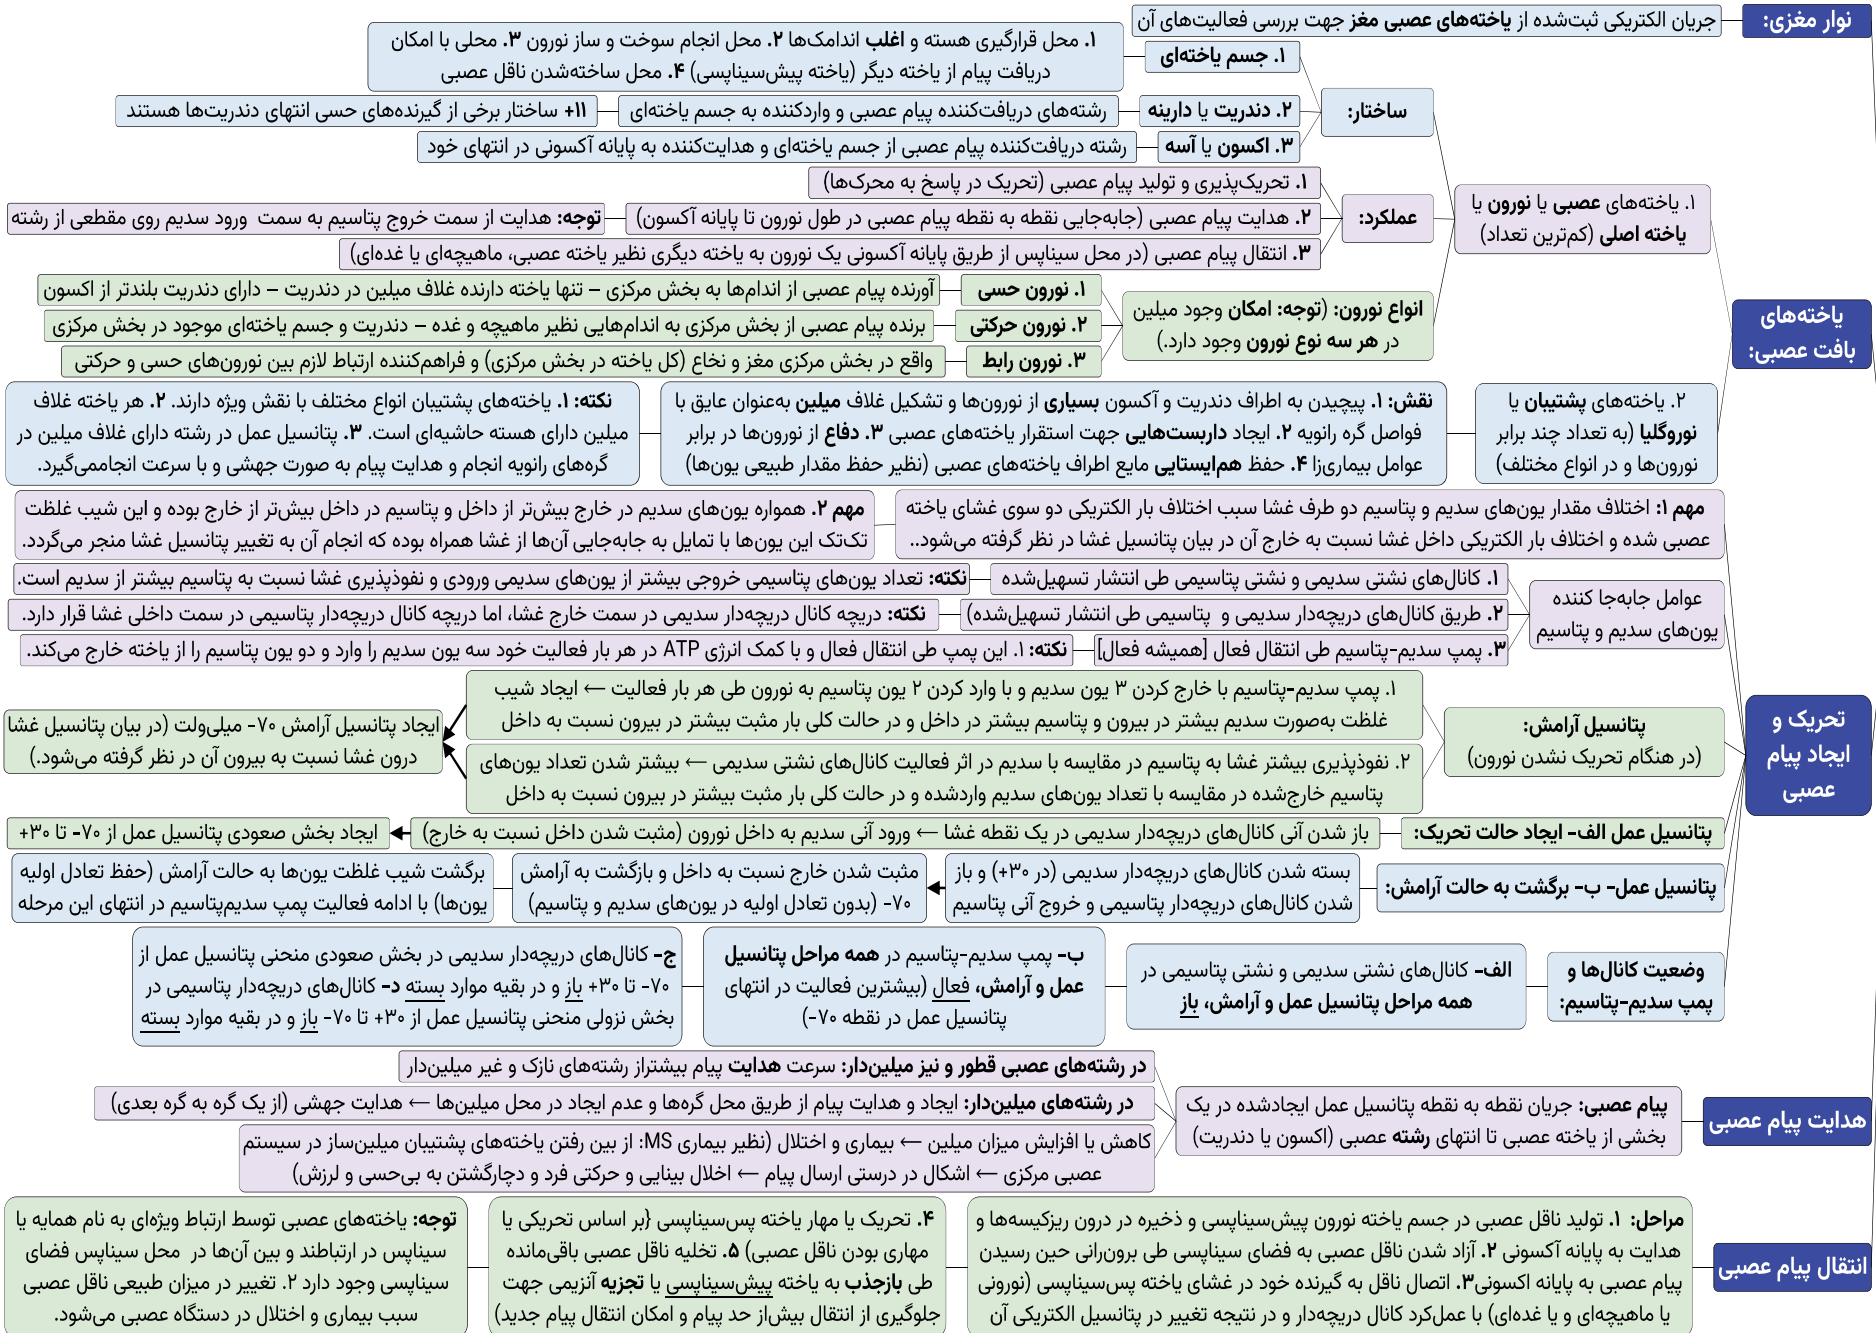 نوار مغزی:
جریان الکتریکی ثبت‌شده از یاخته‌های عصبی مغز جهت بررسی فعالیت‌های آن
یاخته‌های
بافت عصبی:
۱. یاخته‌های عصبی یا نورون یا
یاخته اصلی (کم‌ترین تعداد)
ساختار:
۱. جسم یاخته‌ای
۱. محل قرارگیری هسته و اغلب اندامک‌ها ۲. محل انجام سوخت و ساز نورون ۳. محلی با امکان
دریافت پیام از یاخته دیگر (یاخته پیش‌سیناپسی) ۴. محل ساخته‌شدن ناقل عصبی
۲. دندریت یا دارینه
رشته‌های دریافت‌کننده پیام عصبی و واردکننده به جسم یاخته‌ای
+۱۱ ساختار برخی از گیرنده‌های حسی انتهای دندریت‌ها هستند
۳. اکسون یا آسه
رشته دریافت‌کننده پیام عصبی از جسم یاخته‌ای و هدایت‌کننده به پایانه آکسونی در انتهای خود
عملکرد:
۱. تحریک‌پذیری و تولید پیام عصبی (تحریک در پاسخ به محرک‌ها)
۲. هدایت پیام عصبی (جابه‌جایی نقطه به نقطه پیام عصبی در طول نورون تا پایانه آکسون)
توجه: هدایت از سمت خروج پتاسیم به سمت ورود سدیم روی مقطعی از رشته
۳. انتقال پیام عصبی (در محل سیناپس از طریق پایانه آکسونی یک نورون به یاخته دیگری نظیر یاخته عصبی، ماهیچه‌ای یا غده‌ای)
انواع نورون: (توجه: امکان وجود میلین
در هر سه نوع نورون وجود دارد.)
۱. نورون حسی
آورنده پیام عصبی از اندام‌ها به بخش مرکزی – تنها یاخته دارنده غلاف میلین در دندریت – دارای دندریت بلندتر از اکسون
۲. نورون حرکتی
برنده پیام عصبی از بخش مرکزی به اندام‌هایی نظیر ماهیچه و غده – دندریت و جسم یاخته‌ای موجود در بخش مرکزی
۳. نورون رابط
واقع در بخش مرکزی مغز و نخاع (کل یاخته در بخش مرکزی) و فراهم‌کننده ارتباط لازم بین نورون‌های حسی و حرکتی
۲. یاخته‌های پشتیبان یا
نوروگلیا (به تعداد چند برابر
نورون‌ها و در انواع مختلف)
نقش: ۱. پیچیدن به اطراف دندریت و آکسون بسیاری از نورون‌ها و تشکیل غلاف میلین به‌عنوان عایق با
فواصل گره رانویه ۲. ایجاد داربست‌هایی جهت استقرار یاخته‌های عصبی ۳. دفاع از نورون‌ها در برابر
عوامل بیماری‌زا ۴. حفظ هم‌ایستایی مایع اطراف یاخته‌های عصبی (نظیر حفظ مقدار طبیعی یون‌ها)
نکته: ۱. یاخته‌های پشتیبان انواع مختلف با نقش ویژه دارند. ۲. هر یاخته غلاف
میلین دارای هسته حاشیه‌ای است. ۳. پتانسیل عمل در رشته دارای غلاف میلین در
گره‌های رانویه انجام و هدایت پیام به صورت جهشی و با سرعت انجاممی‌گیرد.
تحریک و
ایجاد پیام
عصبی
مهم ۱: اختلاف مقدار یون‌های سدیم و پتاسیم دو طرف غشا سبب اختلاف بار الکتریکی دو سوی غشای یاخته
عصبی شده و اختلاف بار الکتریکی داخل غشا نسبت به خارج آن در بیان پتانسیل غشا در نظر گرفته می‌شود..
مهم ۲. همواره یون‌های سدیم در خارج بیش‌تر از داخل و پتاسیم در داخل بیش‌تر از خارج بوده و این شیب غلظت
تک‌تک این یون‌ها با تمایل به جابه‌جایی آن‌ها از غشا همراه بوده که انجام آن به تغییر پتانسیل غشا منجر می‌گردد.
عوامل جابه‌جا کننده
یون‌های سدیم و پتاسیم
۱. کانال‌های نشتی سدیمی و نشتی پتاسیمی طی انتشار تسهیل‌شده
نکته: تعداد یون‌های پتاسیمی خروجی بیشتر از یون‌های سدیمی ورودی و نفوذپذیری غشا نسبت به پتاسیم بیشتر از سدیم است.
۲. طریق کانال‌های دریچه‌دار سدیمی و پتاسیمی طی انتشار تسهیل‌شده)
نکته: دریچه کانال دریچه‌دار سدیمی در سمت خارج غشا، اما دریچه کانال دریچه‌دار پتاسیمی در سمت داخلی غشا قرار دارد.
۳. پمپ سدیم-پتاسیم طی انتقال فعال [همیشه فعال]
نکته: ۱. این پمپ طی انتقال فعال و با کمک انرژی ATP در هر بار فعالیت خود سه یون سدیم را وارد و دو یون پتاسیم را از یاخته خارج می‌کند.
پتانسیل آرامش:
(در هنگام تحریک نشدن نورون)
۱. پمپ سدیم-پتاسیم با خارج کردن ۳ یون سدیم و با وارد کردن ۲ یون پتاسیم به نورون طی هر بار فعالیت ← ایجاد شیب
غلظت به‌صورت سدیم بیشتر در بیرون و پتاسیم بیشتر در داخل و در حالت کلی بار مثبت بیشتر در بیرون نسبت به داخل
۲. نفوذپذیری بیشتر غشا به پتاسیم در مقایسه با سدیم در اثر فعالیت کانال‌های نشتی سدیمی ← بیشتر شدن تعداد یون‌های
پتاسیم خارج‌شده در مقایسه با تعداد یون‌های سدیم واردشده و در حالت کلی بار مثبت بیشتر در بیرون نسبت به داخل
ایجاد پتانسیل آرامش ۷۰- میلی‌ولت (در بیان پتانسیل غشا
درون غشا نسبت به بیرون آن در نظر گرفته می‌شود.)
پتانسیل عمل الف- ایجاد حالت تحریک:
باز شدن آنی کانال‌های دریچه‌دار سدیمی در یک نقطه غشا ← ورود آنی سدیم به داخل نورون (مثبت شدن داخل نسبت به خارج)
ایجاد بخش صعودی پتانسیل عمل از ۷۰- تا ۳۰+
پتانسیل عمل- ب- برگشت به حالت آرامش:
بسته شدن کانال‌های دریچه‌دار سدیمی (در ۳۰+) و باز
شدن کانال‌های دریچه‌دار پتاسیمی و خروج آنی پتاسیم
مثبت شدن خارج نسبت به داخل و بازگشت به آرامش
۷۰- (بدون تعادل اولیه در یون‌های سدیم و پتاسیم)
برگشت شیب غلظت یون‌ها به حالت آرامش (حفظ تعادل اولیه
یون‌ها) با ادامه فعالیت پمپ سدیم‌پتاسیم در انتهای این مرحله
وضعیت کانال‌ها و
پمپ سدیم-پتاسیم:
الف- کانال‌های نشتی سدیمی و نشتی پتاسیمی در
همه مراحل پتانسیل عمل و آرامش، باز
ب- پمپ سدیم-پتاسیم در همه مراحل پتانسیل
عمل و آرامش، فعال (بیشترین فعالیت در انتهای
پتانسیل عمل در نقطه ۷۰-)
ج- کانال‌های دریچه‌دار سدیمی در بخش صعودی منحنی پتانسیل عمل از
۷۰- تا ۳۰+ باز و در بقیه موارد بسته د- کانال‌های دریچه‌دار پتاسیمی در
بخش نزولی منحنی پتانسیل عمل از ۳۰+ تا ۷۰- باز و در بقیه موارد بسته
هدایت پیام عصبی
پیام عصبی: جریان نقطه به نقطه پتانسیل عمل ایجادشده در یک
بخشی از یاخته عصبی تا انتهای رشته عصبی (اکسون یا دندریت)
در رشته‌های عصبی قطور و نیز میلین‌دار: سرعت هدایت پیام بیشتراز رشته‌های نازک و غیر میلین‌دار
در رشته‌های میلین‌دار: ایجاد و هدایت پیام از طریق محل گره‌ها و عدم ایجاد در محل میلین‌ها ← هدایت جهشی (از یک گره به گره بعدی)
کاهش یا افزایش میزان میلین ← بیماری و اختلال (نظیر بیماری MS: از بین رفتن یاخته‌های پشتیبان میلین‌ساز در سیستم
عصبی مرکزی ← اشکال در درستی ارسال پیام ← اخلال بینایی و حرکتی فرد و دچارگشتن به بی‌حسی و لرزش)
انتقال پیام عصبی
مراحل: ۱. تولید ناقل عصبی در جسم یاخته نورون پیش‌سیناپسی و ذخیره در درون ریزکیسه‌ها و
هدایت به پایانه آکسونی ۲. آزاد شدن ناقل عصبی به فضای سیناپسی طی برون‌رانی حین رسیدن
پیام عصبی به پایانه اکسونی۳. اتصال ناقل به گیرنده خود در غشای یاخته پس‌سیناپسی (نورونی
یا ماهیچه‌ای و یا غده‌ای) با عمل‌کرد کانال دریچه‌دار و در نتیجه تغییر در پتانسیل الکتریکی آن
۴. تحریک یا مهار یاخته پس‌سیناپسی {بر اساس تحریکی یا
مهاری بودن ناقل عصبی) ۵. تخلیه ناقل عصبی باقی‌مانده
طی بازجذب به یاخته پیش‌سیناپسی یا تجزیه آنزیمی جهت
جلوگیری از انتقال بیش‌از حد پیام و امکان انتقال پیام جدید)
توجه: یاخته‌های عصبی توسط ارتباط ویژه‌ای به نام همایه یا
سیناپس در ارتباطند و بین آن‌ها در محل سیناپس فضای
سیناپسی وجود دارد ۲. تغییر در میزان طبیعی ناقل عصبی
سبب بیماری و اختلال در دستگاه عصبی می‌شود.